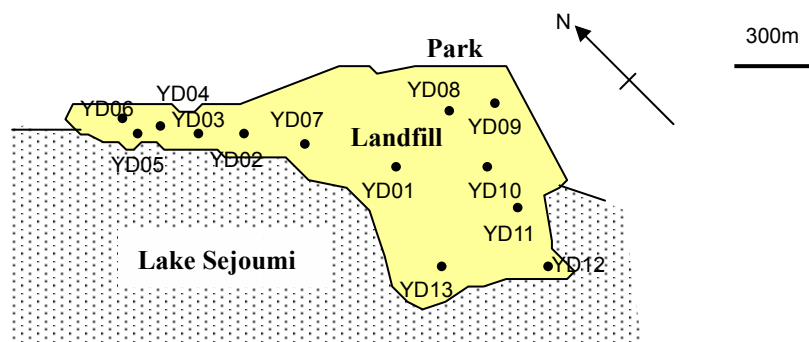 N
300m
Park
YD04
YD08
YD06
YD03
YD07
YD09
Landfill
YD05
YD02
YD01
YD10
YD11
Lake Sejoumi
YD12
YD13